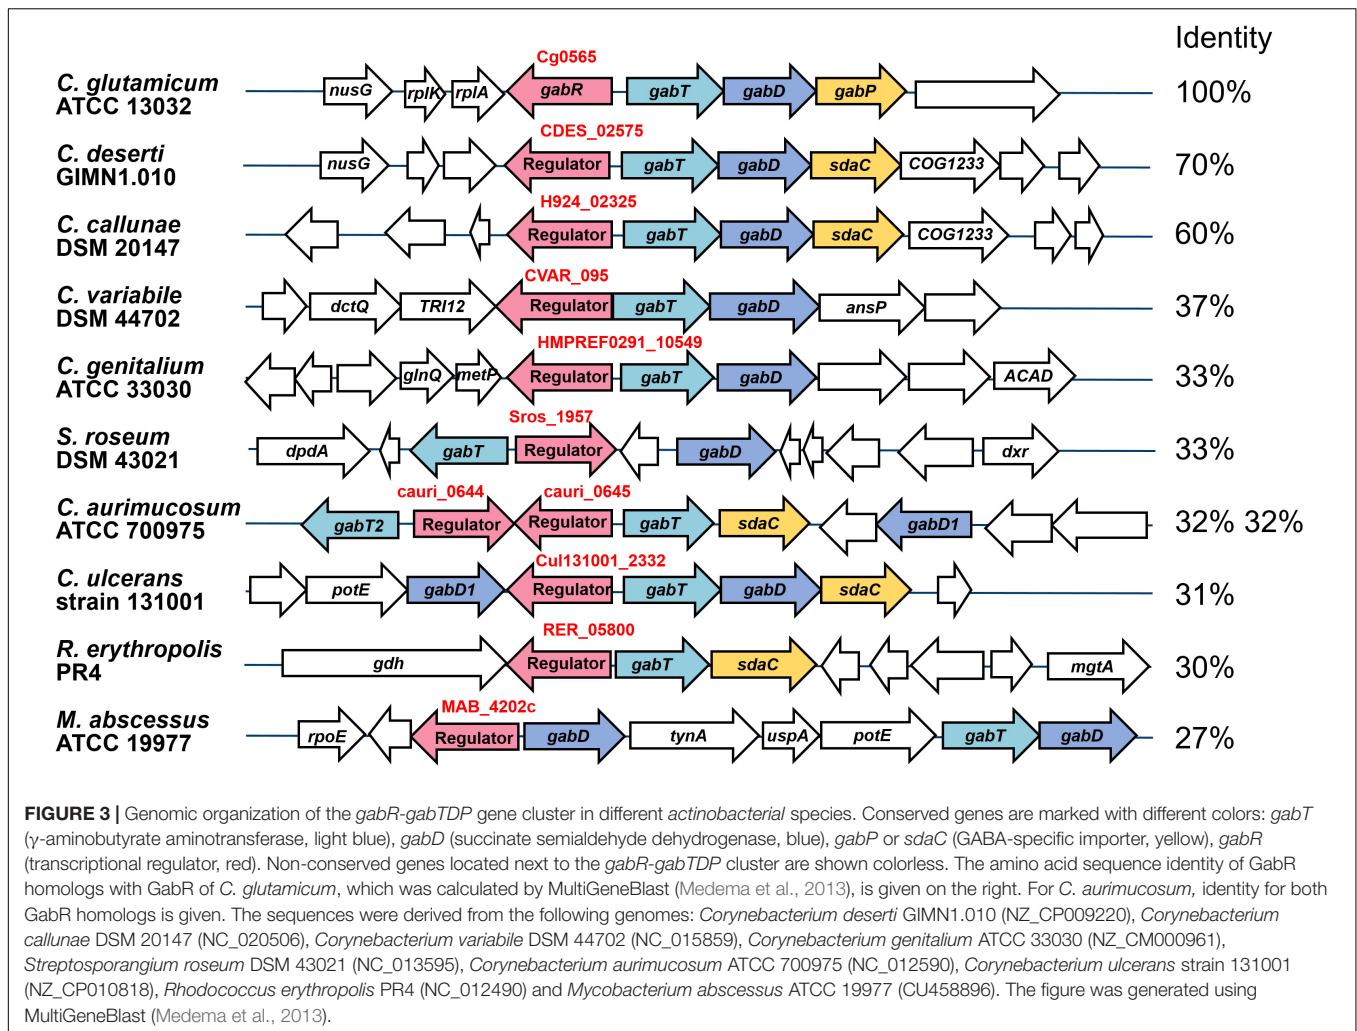 Identity
Cg0565
C. glutamicum
ATCC 13032
nusG rplK rplA gabR gabT gabD gabP
100%
CDES_02575
C. deserti
GIMN1.010
nusG Regulator gabT gabD sdaC COG1233
70%
H924_02325
C. callunae
DSM 20147
Regulator gabT gabD sdaC COG1233
60%
CVAR_095
C. variabile
DSM 44702
dctQ TRI12 Regulator gabT gabD ansP
37%
HMPREF0291_10549
C. genitalium
ATCC 33030
glnQ metP Regulator gabT gabD ACAD
33%
Sros_1957
S. roseum
DSM 43021
dpdA gabT Regulator gabD dxr
33%
cauri_0644 cauri_0645
C. aurimucosum
ATCC 700975
gabT2 Regulator Regulator gabT sdaC gabD1
32% 32%
Cul131001_2332
C. ulcerans
strain 131001
potE gabD1 Regulator gabT gabD sdaC
31%
RER_05800
R. erythropolis
PR4
gdh Regulator gabT sdaC mgtA
30%
MAB_4202c
M. abscessus
ATCC 19977
rpoE Regulator gabD tynA uspA potE gabT gabD
27%
FIGURE 3 | Genomic organization of the gabR-gabTDP gene cluster in different actinobacterial species. Conserved genes are marked with different colors: gabT
(γ-aminobutyrate aminotransferase, light blue), gabD (succinate semialdehyde dehydrogenase, blue), gabP or sdaC (GABA-specific importer, yellow), gabR
(transcriptional regulator, red). Non-conserved genes located next to the gabR-gabTDP cluster are shown colorless. The amino acid sequence identity of GabR
homologs with GabR of C. glutamicum, which was calculated by MultiGeneBlast (Medema et al., 2013), is given on the right. For C. aurimucosum, identity for both
GabR homologs is given. The sequences were derived from the following genomes: Corynebacterium deserti GIMN1.010 (NZ_CP009220), Corynebacterium
callunae DSM 20147 (NC_020506), Corynebacterium variabile DSM 44702 (NC_015859), Corynebacterium genitalium ATCC 33030 (NZ_CM000961),
Streptosporangium roseum DSM 43021 (NC_013595), Corynebacterium aurimucosum ATCC 700975 (NC_012590), Corynebacterium ulcerans strain 131001
(NZ_CP010818), Rhodococcus erythropolis PR4 (NC_012490) and Mycobacterium abscessus ATCC 19977 (CU458896). The figure was generated using
MultiGeneBlast (Medema et al., 2013).